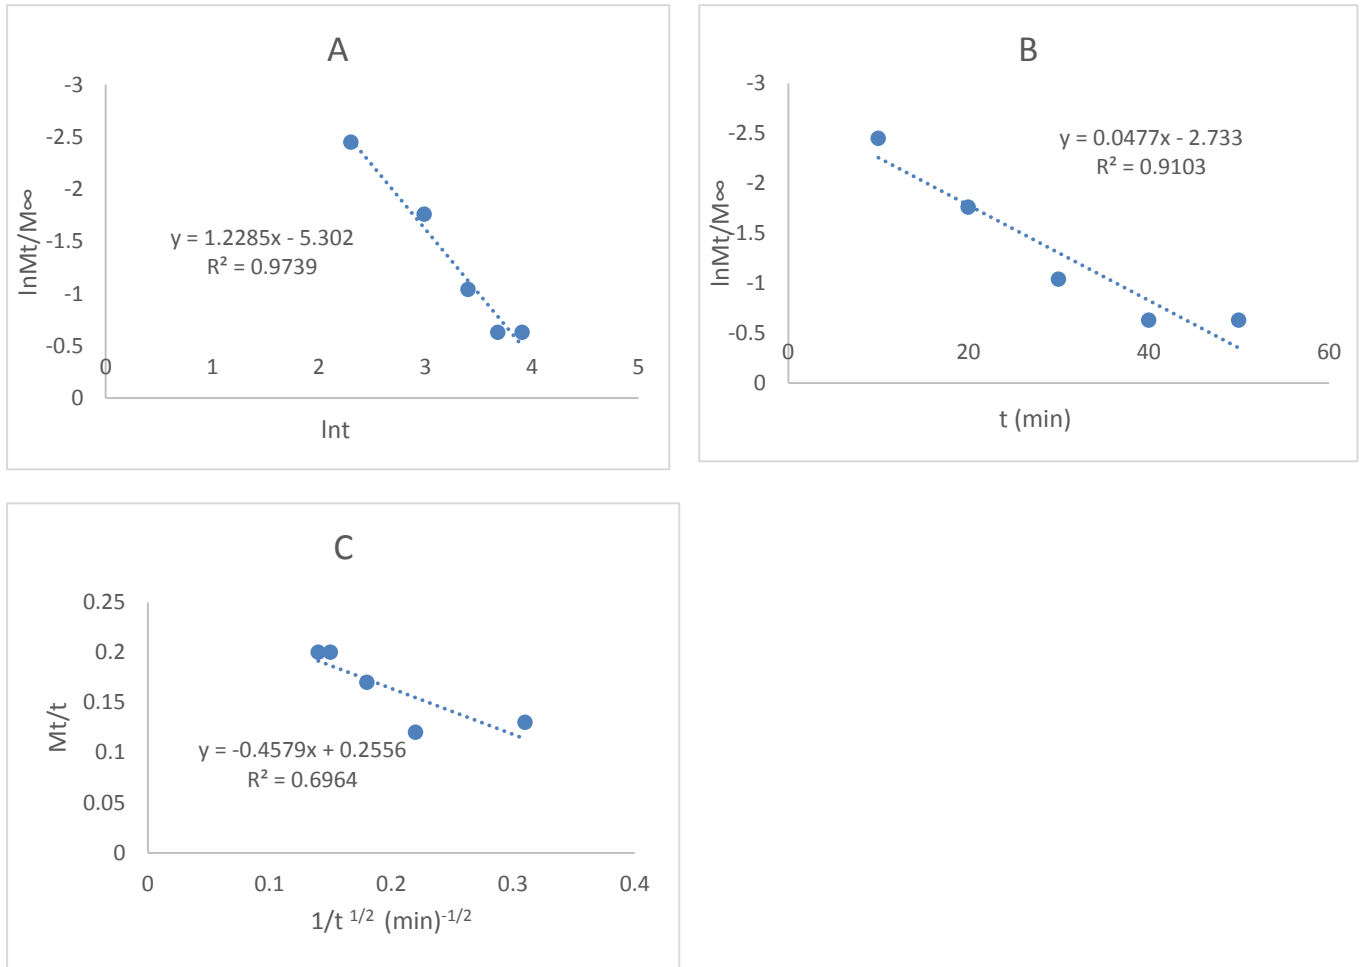 A
-3
-2.5
-2
-1.5
-1
-0.5
0
0 1 2 3 4 5
lnMt/M∞
y = 1.2285x - 5.302
R² = 0.9739
lnt
B
-3
-2.5
-2
-1.5
-1
-0.5
0
0 20 40 60
lnMt/M∞
y = 0.0477x - 2.733
R² = 0.9103
t (min)
C
0.25
0.2
0.15
0.1
0.05
0
0 0.1 0.2 0.3 0.4
Mt/t
y = -0.4579x + 0.2556
R² = 0.6964
1/t ^1/2 (min)^-1/2